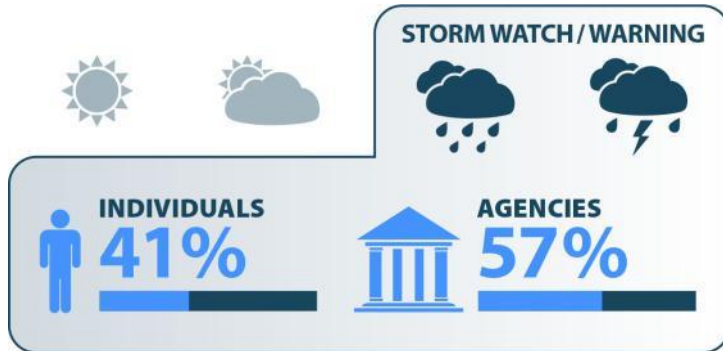 STORM WATCH / WARNING
INDIVIDUALS
41%
AGENCIES
57%